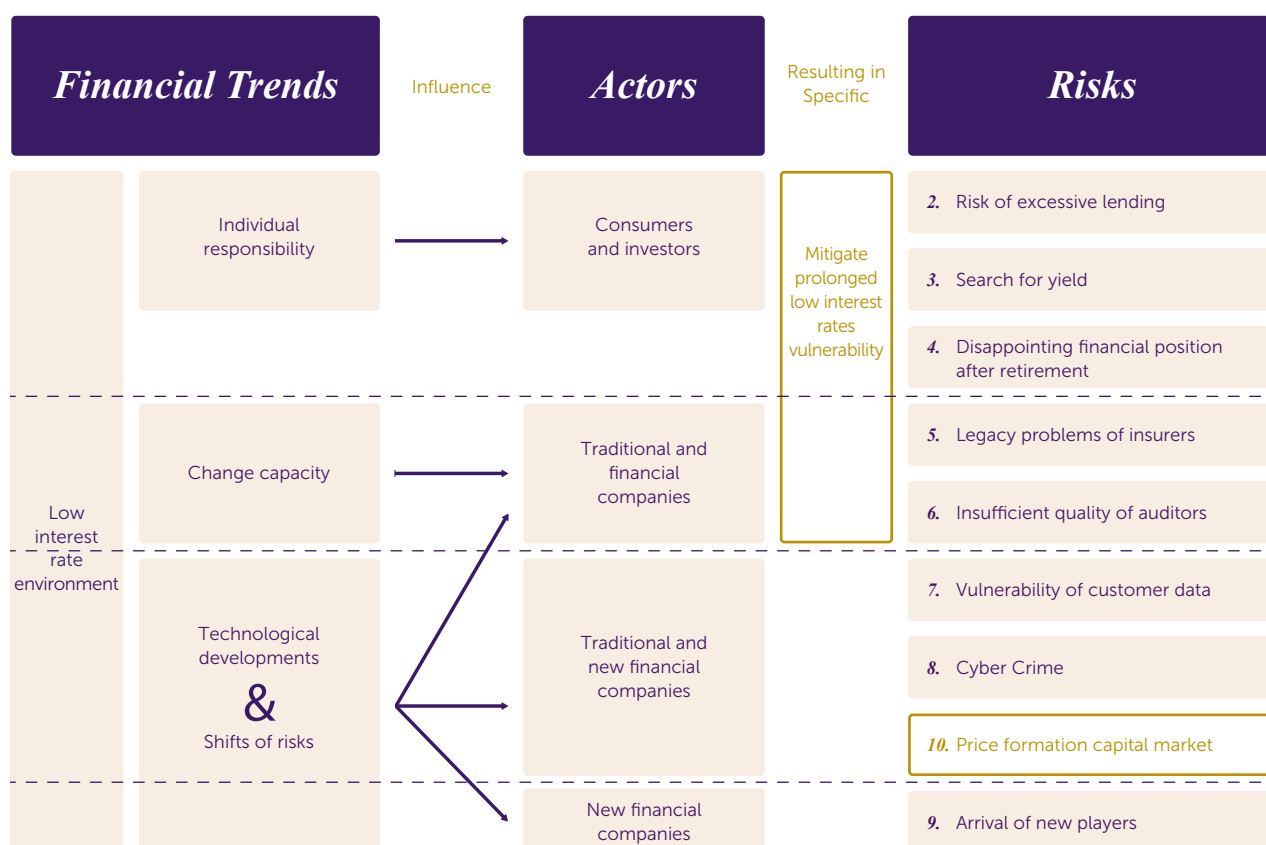 Financial Trends
Influence
Actors
Resulting in
Specific
Risks
Low
interest
rate
environment
Individual
responsibility
Consumers
and investors
Mitigate
prolonged
low interest
rates
vulnerability
2. Risk of excessive lending
3. Search for yield
4. Disappointing financial position
after retirement
Change capacity
Traditional and
financial
companies
5. Legacy problems of insurers
6. Insufficient quality of auditors
Technological
developments
&
Shifts of risks
Traditional and
new financial
companies
7. Vulnerability of customer data
8. Cyber Crime
10. Price formation capital market
New financial
companies
9. Arrival of new players